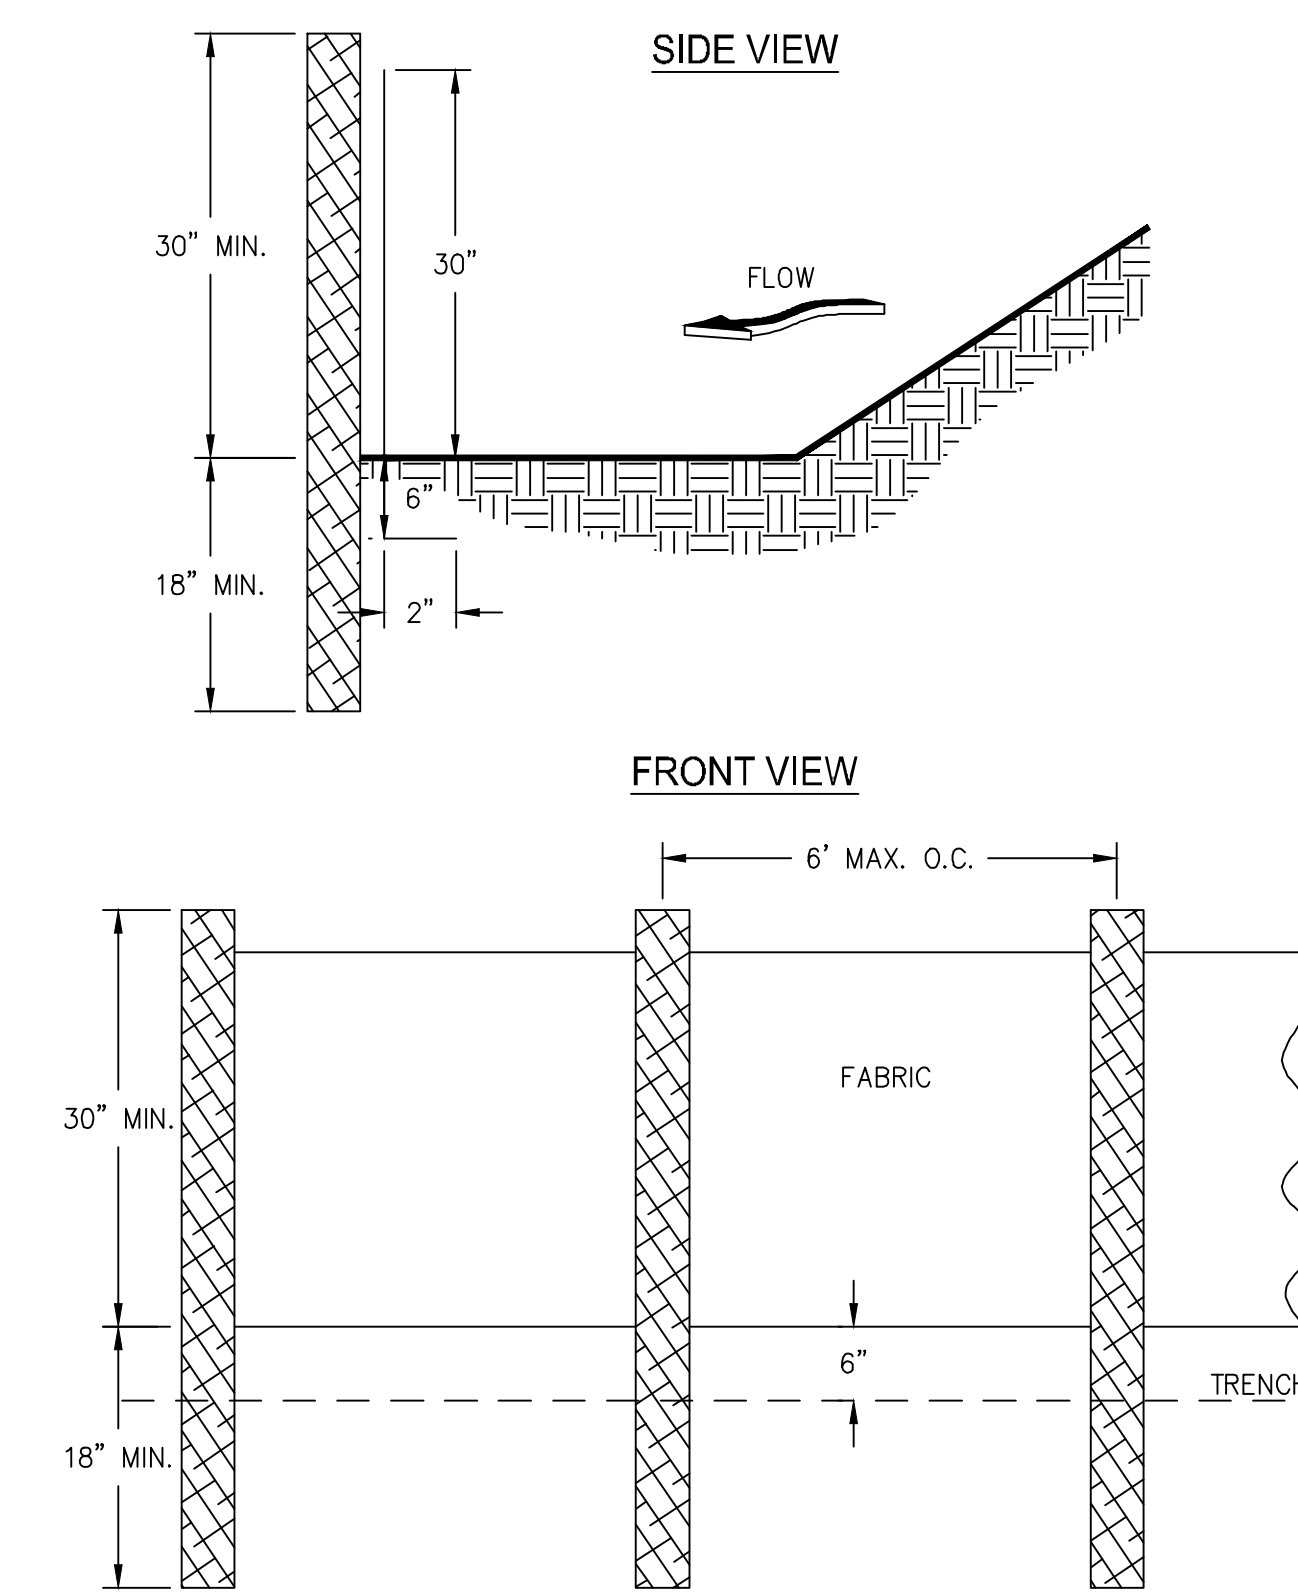 SIDE VIEW
30" MIN.
30"
FLOW
6"
18" MIN.
2"
FRONT VIEW
6' MAX. O.C.
FABRIC
30" MIN.
6"
TRENCH
18" MIN.